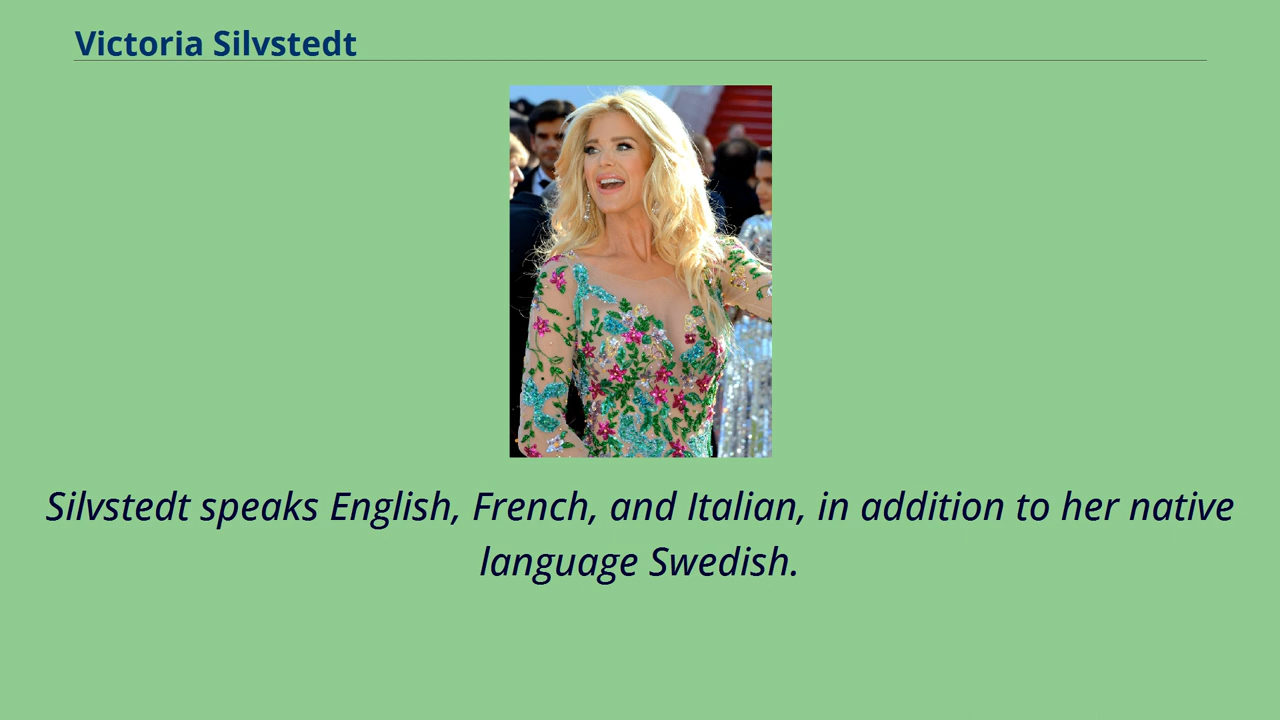 Victoria Silvstedt
Silvstedt speaks English, French, and Italian, in addition to her native
language Swedish.